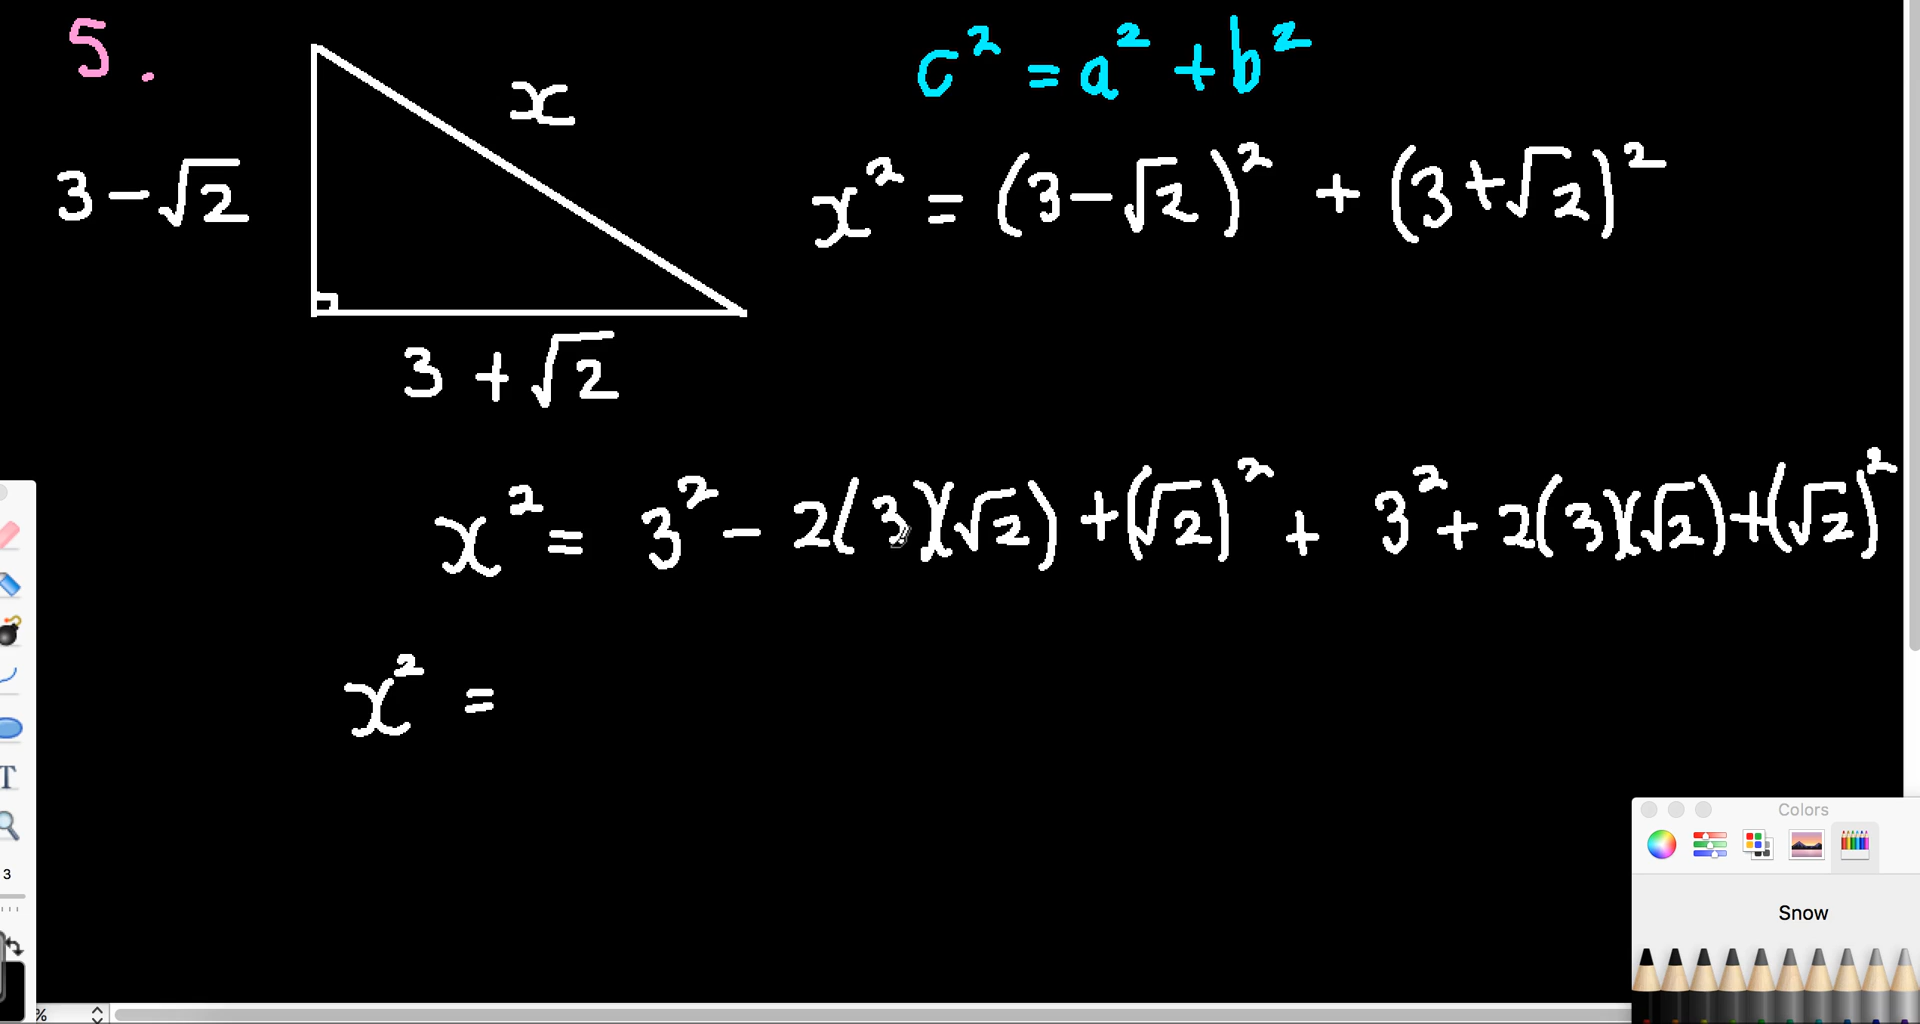 5.
x
3 - √2
3 + √2
c² = a² + b²
x² = (3 - √2)² + (3 + √2)²
x² = 3² - 2(3)(√2) + (√2)² + 3² + 2(3)(√2) + (√2)²
x² =
T
3
%
Colors
Snow